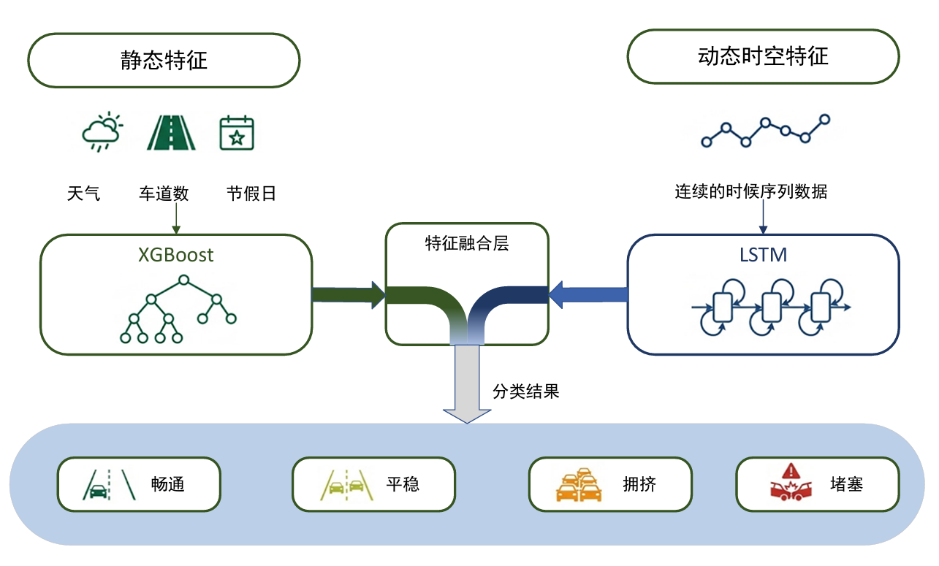 静态特征
动态时空特征
天气
车道数
节假日
连续的时候序列数据
XGBoost
特征融合层
LSTM
分类结果
畅通
平稳
拥挤
堵塞